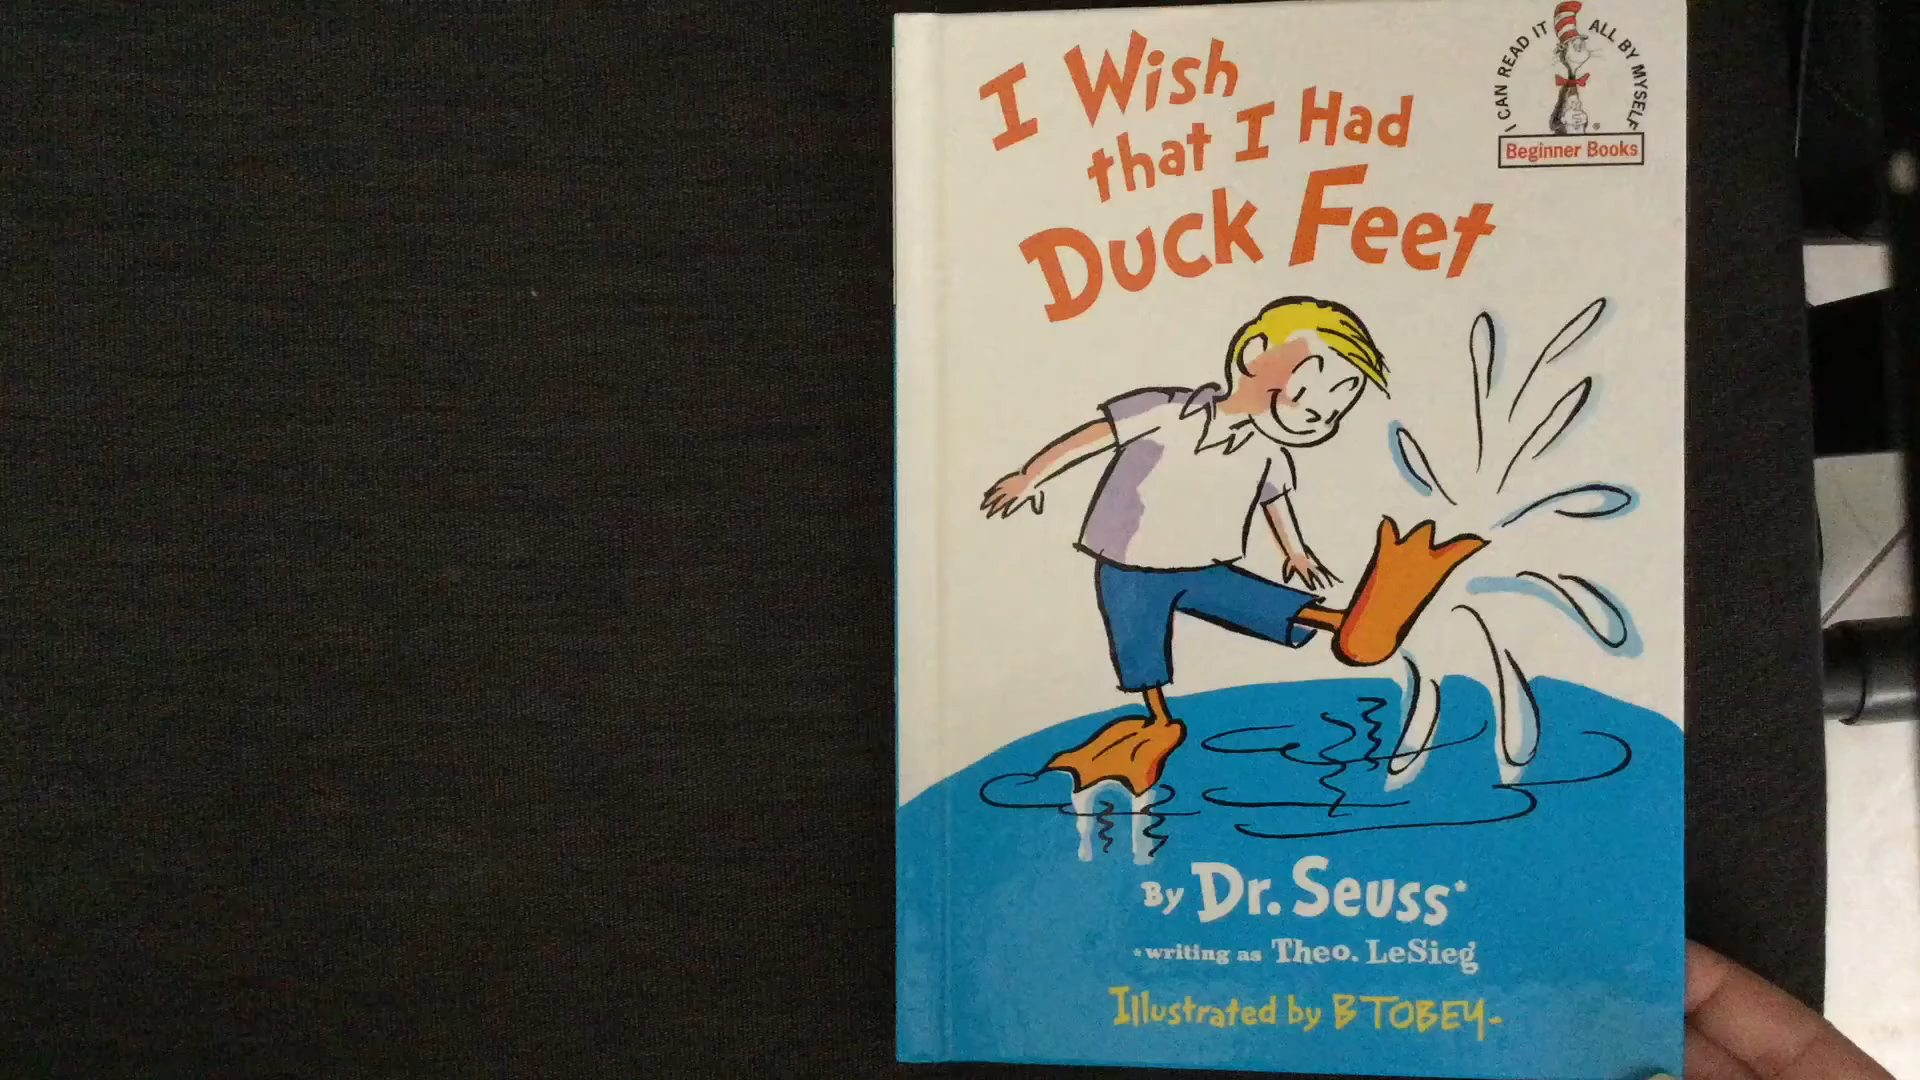 I CAN READ IT ALL BY MYSELF
Beginner Books
I Wish
that I Had
Duck Feet
By Dr. Seuss*
*writing as Theo. LeSieg
Illustrated by B TOBEY-